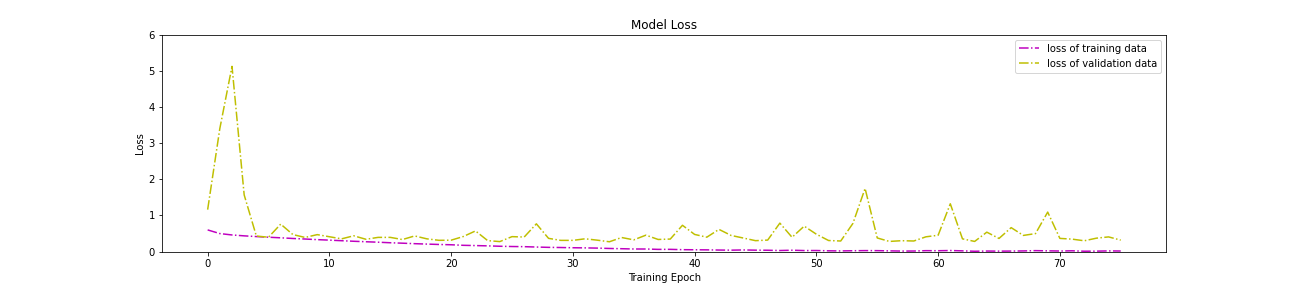 Model Loss
loss of training data
loss of validation data
Loss
6
5
4
3
2
1
0
0 10 20 30 40 50 60 70
Training Epoch